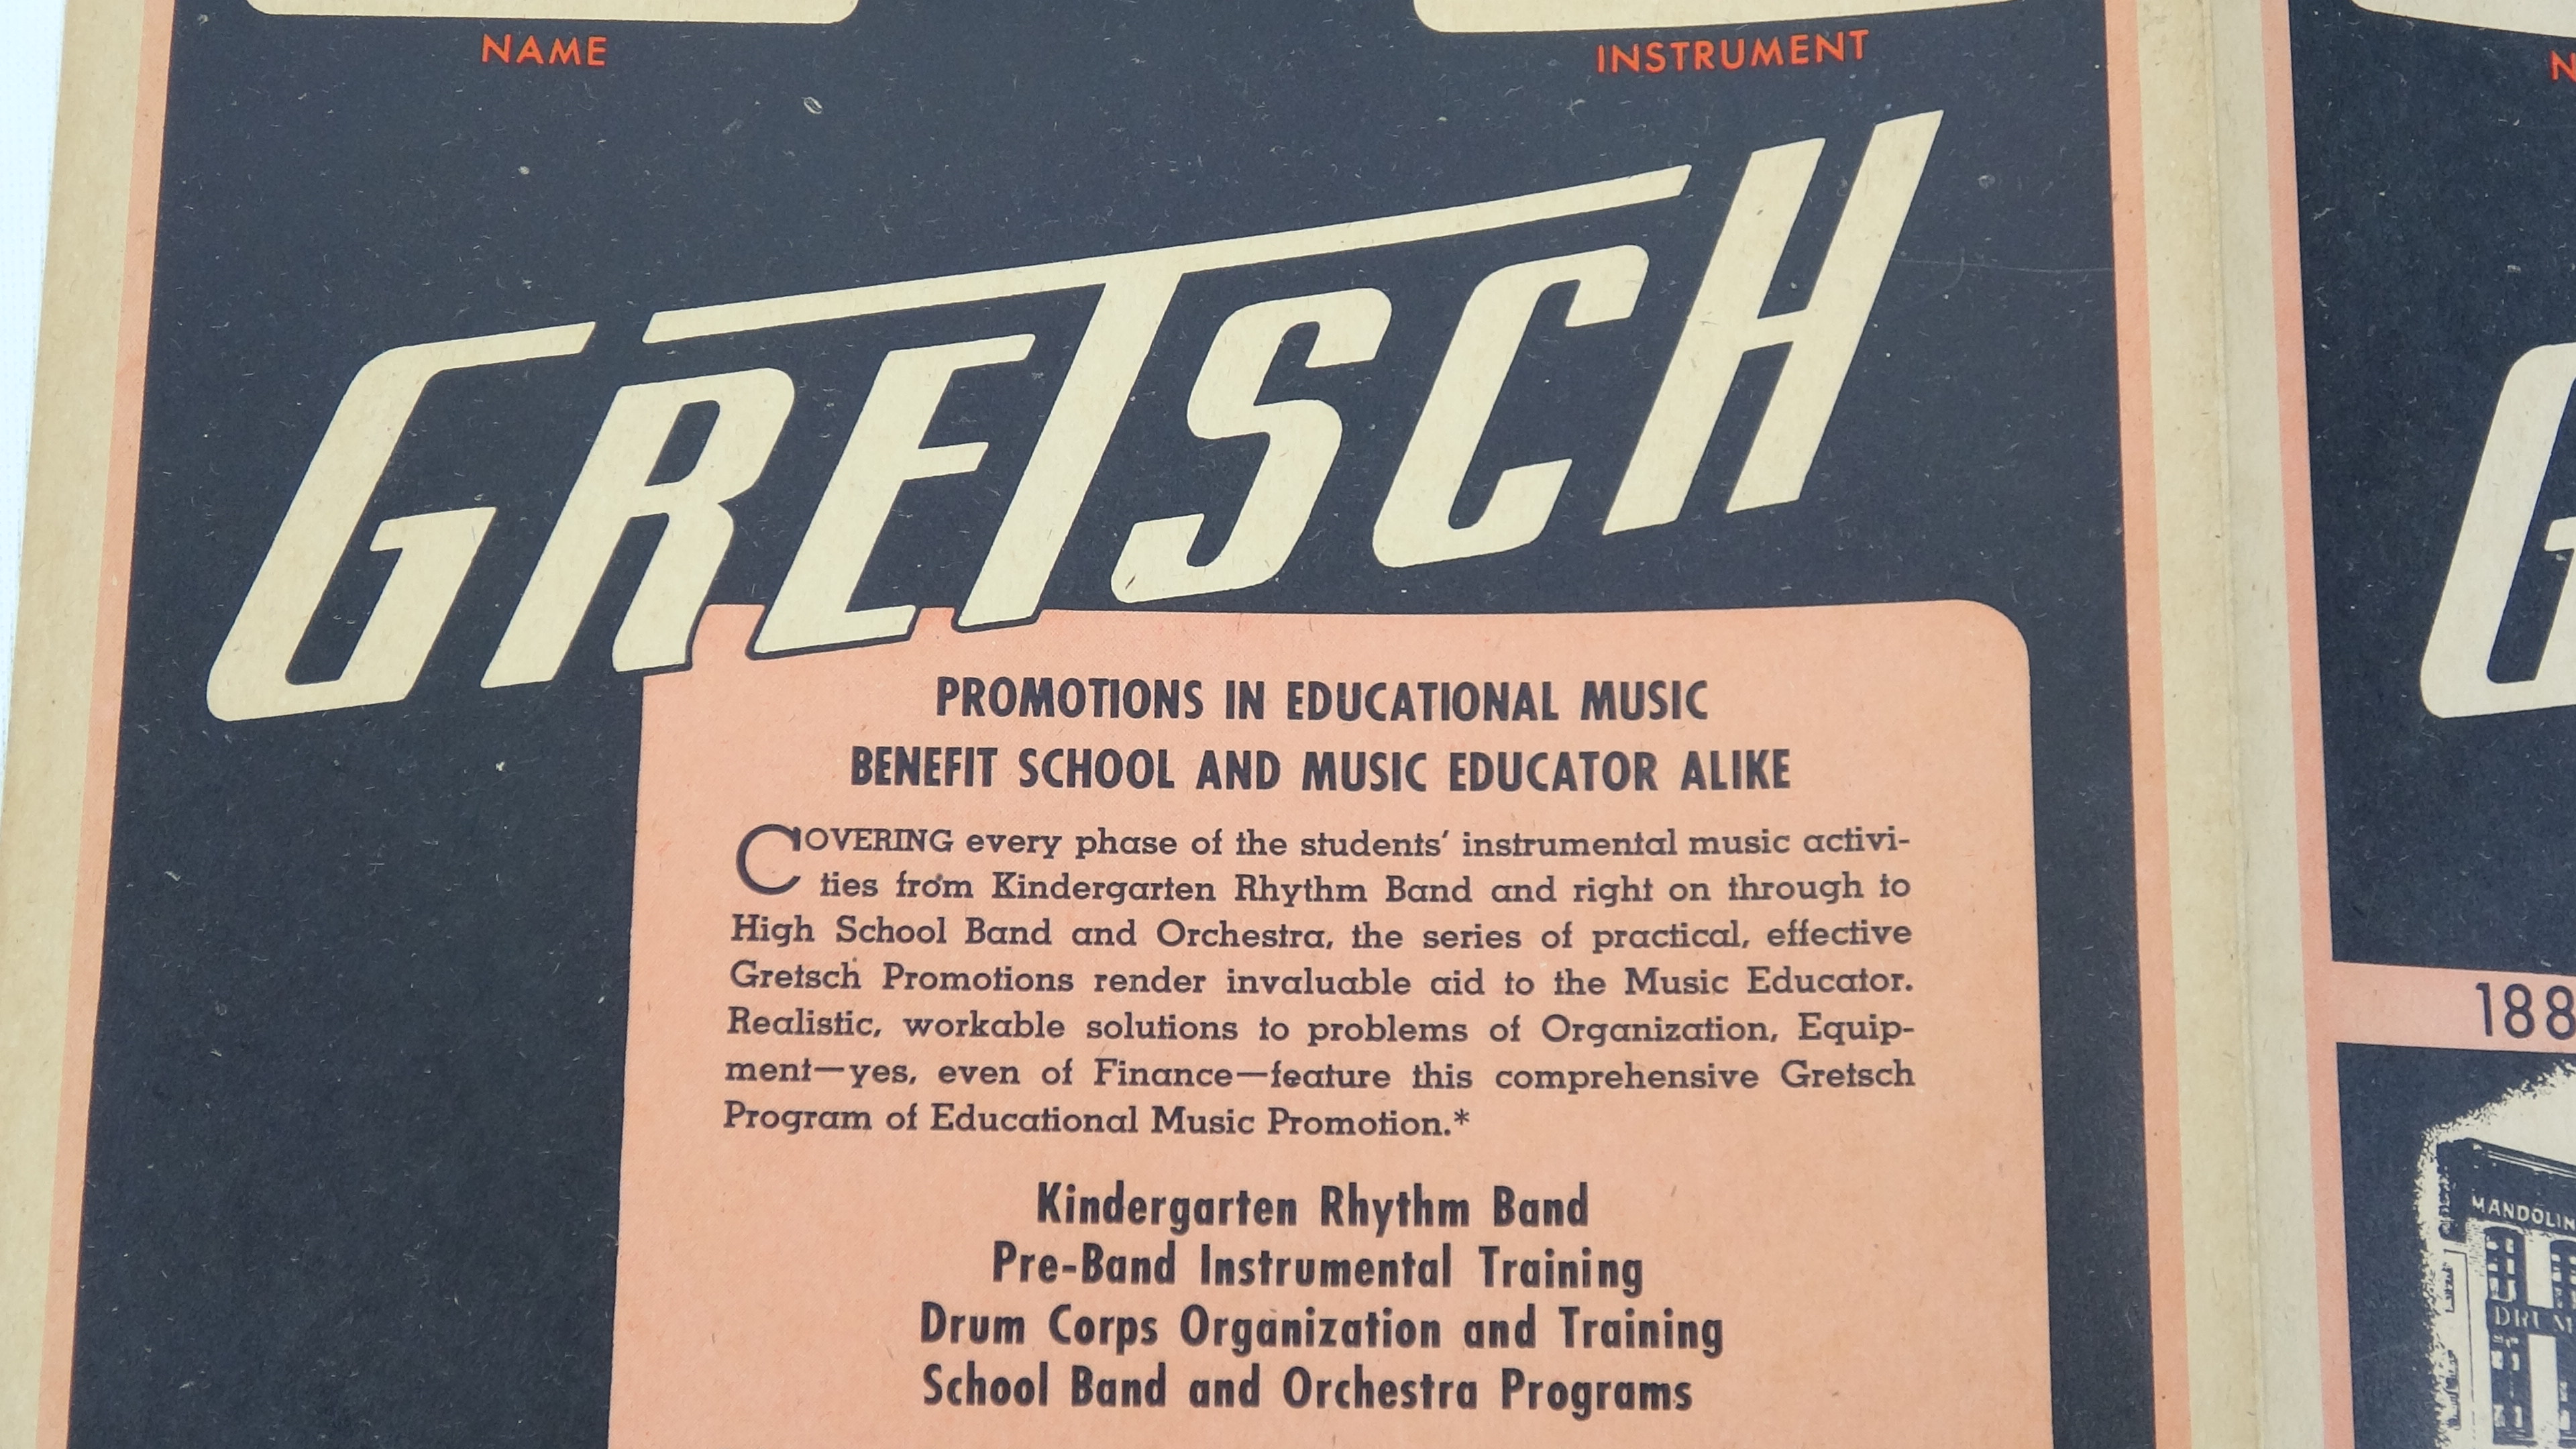 NAME
INSTRUMENT
GRETSCH
PROMOTIONS IN EDUCATIONAL MUSIC
BENEFIT SCHOOL AND MUSIC EDUCATOR ALIKE
COVERING every phase of the students' instrumental music activi-
ties from Kindergarten Rhythm Band and right on through to
High School Band and Orchestra, the series of practical, effective
Gretsch Promotions render invaluable aid to the Music Educator.
Realistic, workable solutions to problems of Organization, Equip-
ment—yes, even of Finance—feature this comprehensive Gretsch
Program of Educational Music Promotion.*
Kindergarten Rhythm Band
Pre-Band Instrumental Training
Drum Corps Organization and Training
School Band and Orchestra Programs
N
G
188
MANDOLIN
DRUM